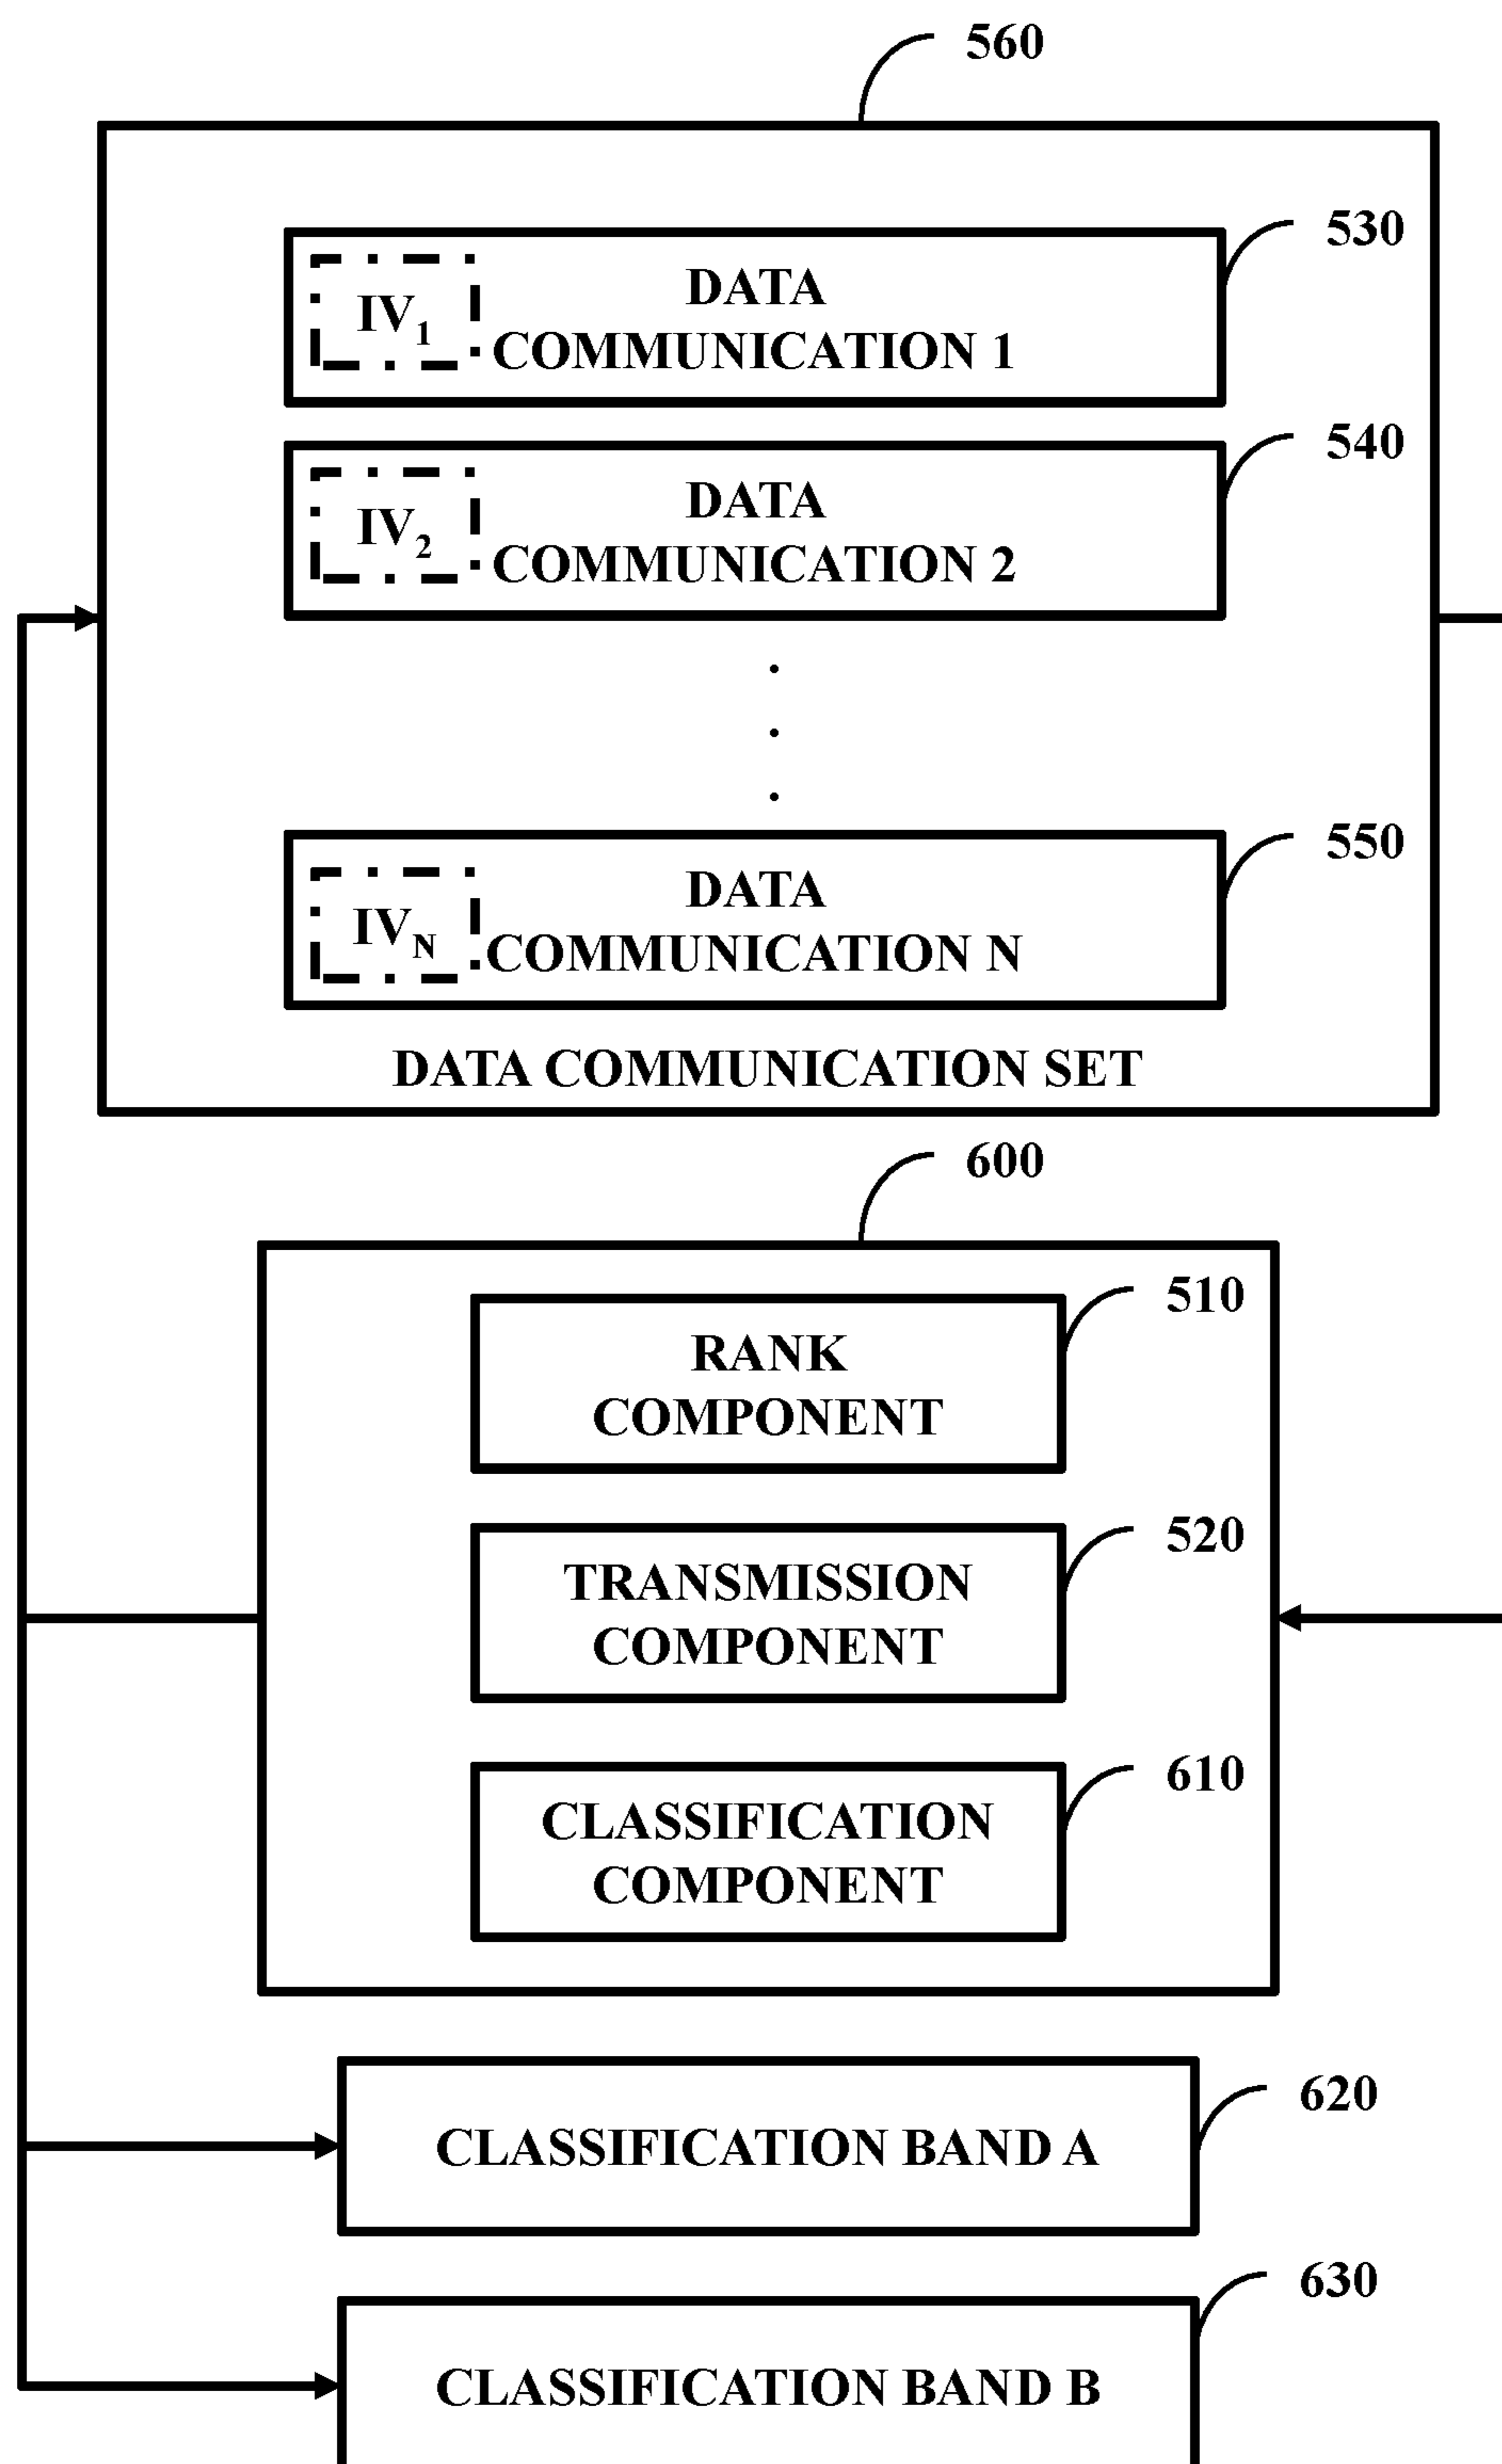 560
530
IV1
DATA
COMMUNICATION 1
540
IV2
DATA
COMMUNICATION 2
550
IVN
DATA
COMMUNICATION N
DATA COMMUNICATION SET
600
510
RANK
COMPONENT
520
TRANSMISSION
COMPONENT
610
CLASSIFICATION
COMPONENT
620
CLASSIFICATION BAND A
630
CLASSIFICATION BAND B